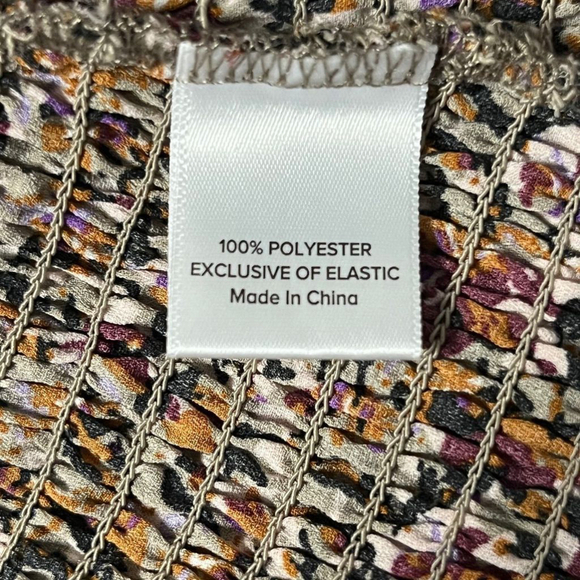 100% POLYESTER
EXCLUSIVE OF ELASTIC
Made In China